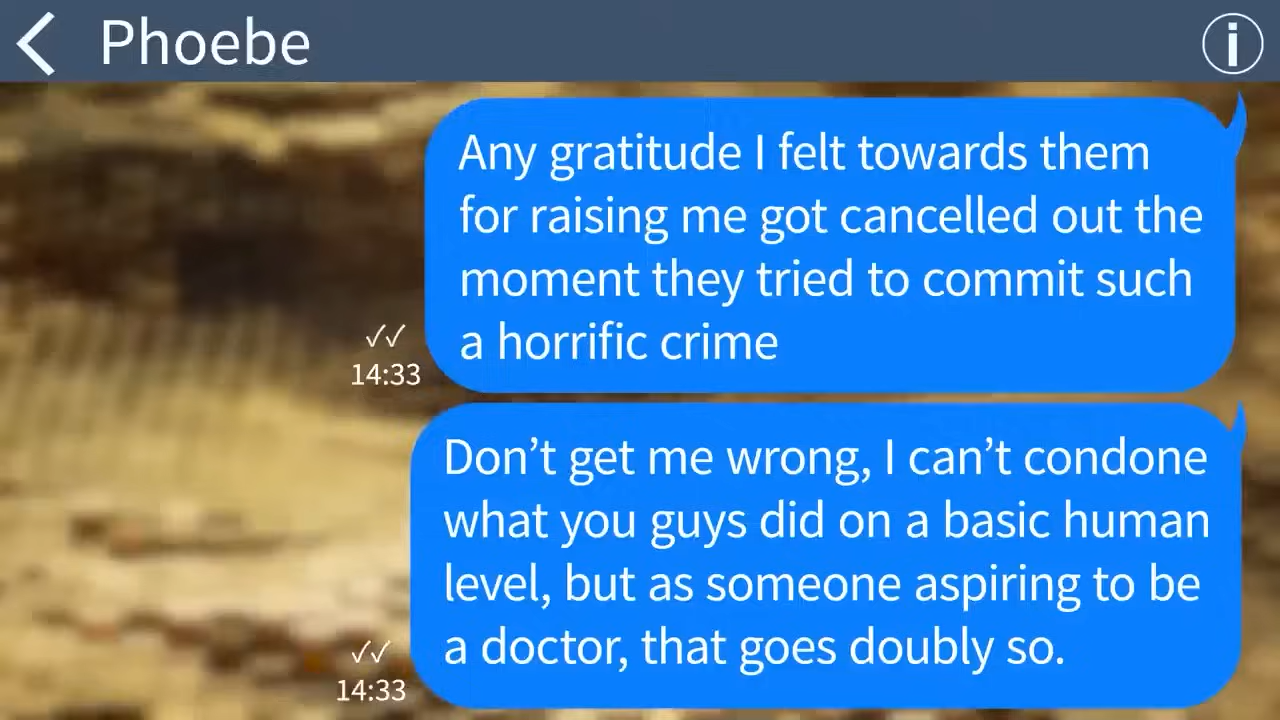 Phoebe
Any gratitude I felt towards them
for raising me got cancelled out the
moment they tried to commit such
a horrific crime
✓✓
14:33
Don’t get me wrong, I can’t condone
what you guys did on a basic human
level, but as someone aspiring to be
a doctor, that goes doubly so.
✓✓
14:33